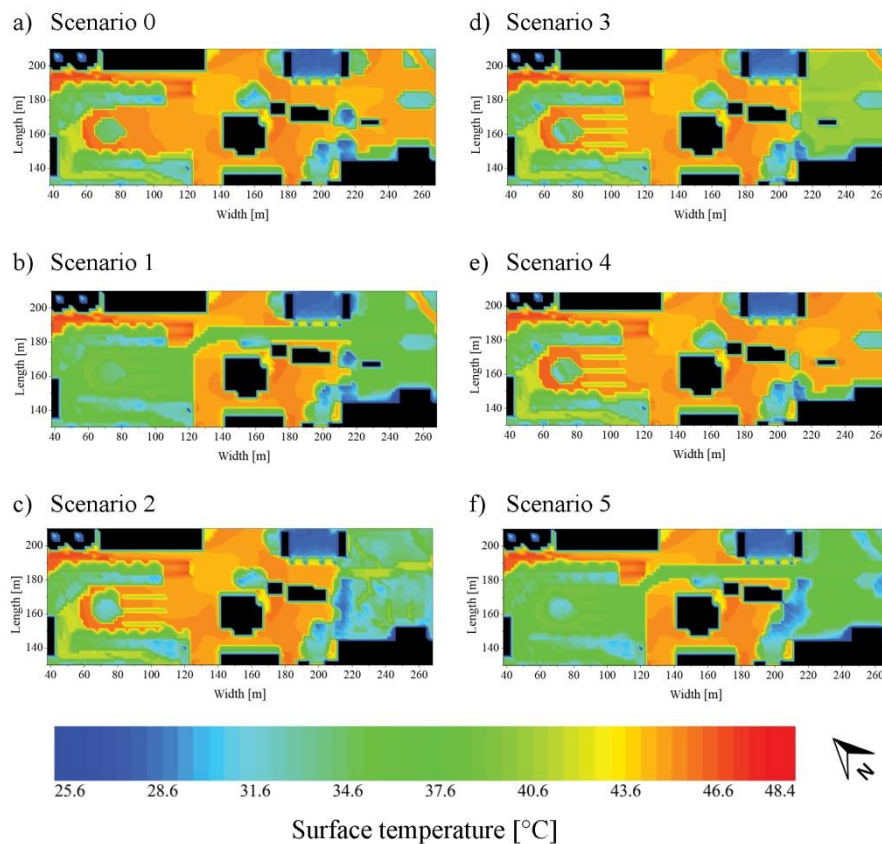 a) Scenario 0
Length [m]
200
180
160
140
40 60 80 100 120 140 160 180 200 220 240 260
Width [m]
b) Scenario 1
Length [m]
200
180
160
140
40 60 80 100 120 140 160 180 200 220 240 260
Width [m]
c) Scenario 2
Length [m]
200
180
160
140
40 60 80 100 120 140 160 180 200 220 240 260
Width [m]
d) Scenario 3
Length [m]
200
180
160
140
40 60 80 100 120 140 160 180 200 220 240 260
Width [m]
e) Scenario 4
Length [m]
200
180
160
140
40 60 80 100 120 140 160 180 200 220 240 260
Width [m]
f) Scenario 5
Length [m]
200
180
160
140
40 60 80 100 120 140 160 180 200 220 240 260
Width [m]
25.6 28.6 31.6 34.6 37.6 40.6 43.6 46.6 48.4
Surface temperature [°C]
N